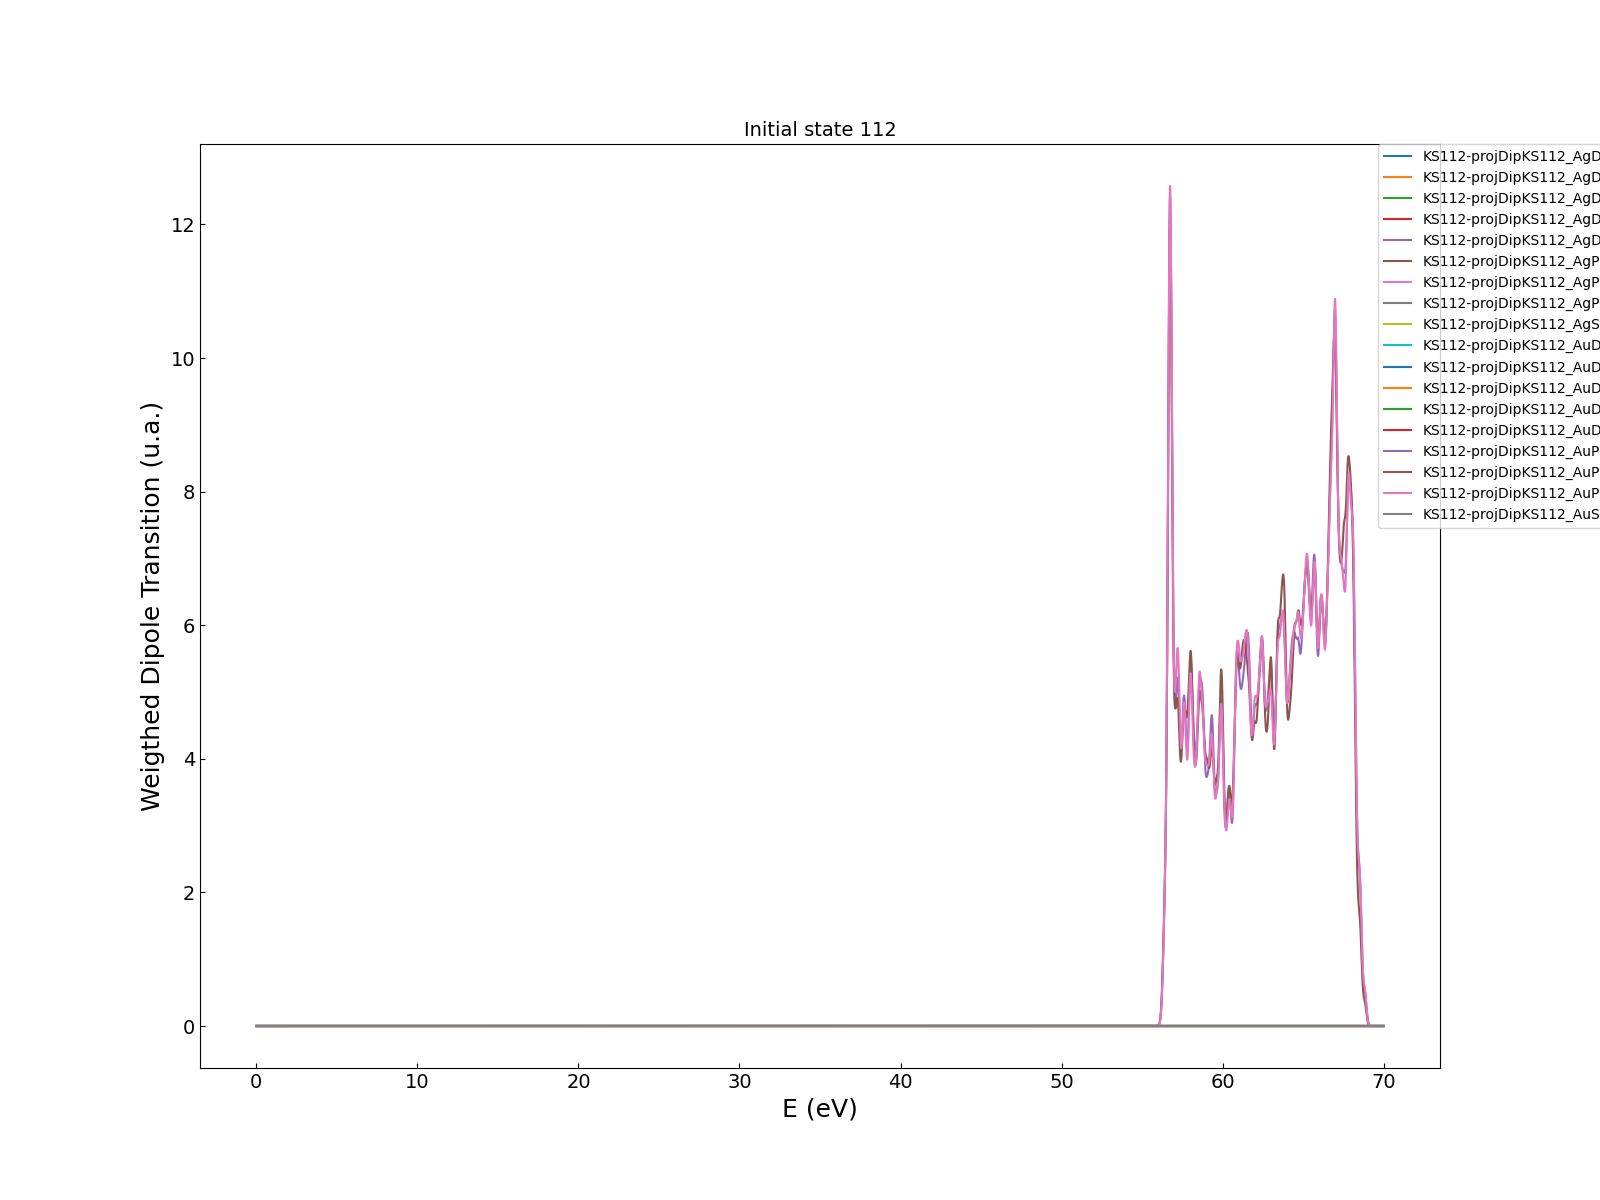 Initial state 112
KS112-projDipKS112_AgD
KS112-projDipKS112_AgD
KS112-projDipKS112_AgD
KS112-projDipKS112_AgD
KS112-projDipKS112_AgD
KS112-projDipKS112_AgP
KS112-projDipKS112_AgP
KS112-projDipKS112_AgP
KS112-projDipKS112_AgS
KS112-projDipKS112_AuD
KS112-projDipKS112_AuD
KS112-projDipKS112_AuD
KS112-projDipKS112_AuD
KS112-projDipKS112_AuD
KS112-projDipKS112_AuP
KS112-projDipKS112_AuP
KS112-projDipKS112_AuP
KS112-projDipKS112_AuS
Weigthed Dipole Transition (u.a.)
12
10
8
6
4
2
0
0 10 20 30 40 50 60 70
E (eV)